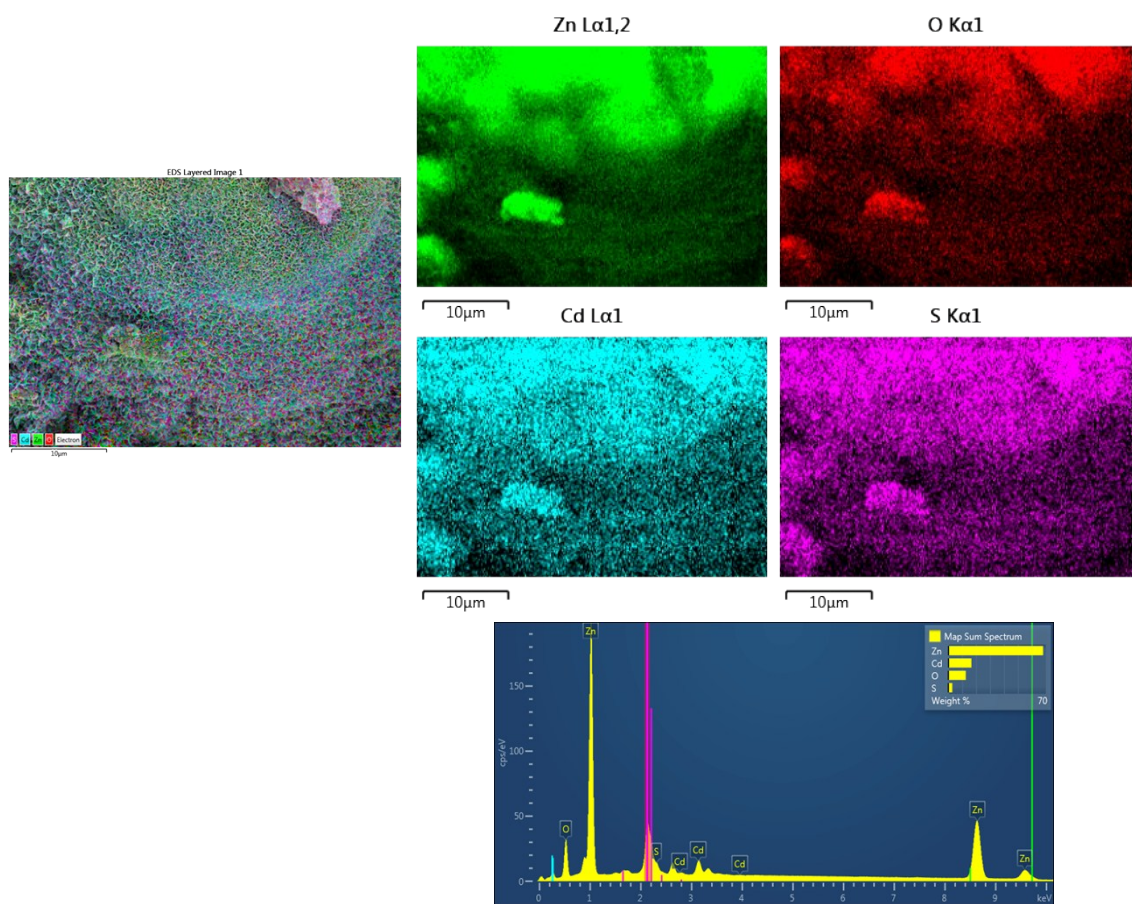 Zn Lα1,2
O Kα1
EDS Layered Image 1
Cd Zn O Electron
10µm
10µm
10µm
Cd Lα1
S Kα1
10µm
10µm
Map Sum Spectrum
Zn
Cd
O
S
Weight % 70
cps/eV
150
100
50
0
Zn
O
S
Cd
Cd
Cd
Zn
Zn
0 1 2 3 4 5 6 7 8 9 keV